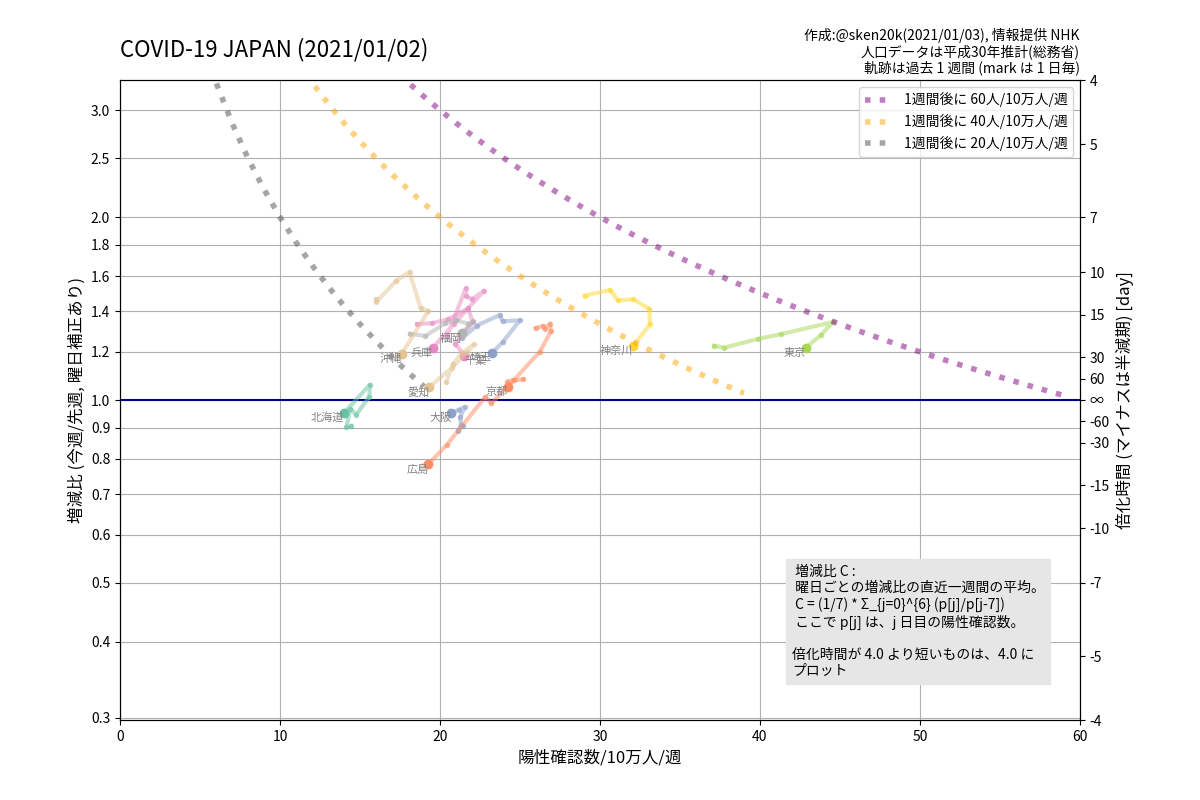 COVID-19 JAPAN (2021/01/02)
作成:@sken20k(2021/01/03), 情報提供 NHK
人口データは平成30年推計(総務省)
軌跡は過去 1 週間 (mark は 1 日毎)
1週間後に 60人/10万人/週
1週間後に 40人/10万人/週
1週間後に 20人/10万人/週
増減比 (今週/先週, 曜日補正あり)
3.0
2.5
2.0
1.8
1.6
1.4
1.2
1.0
0.9
0.8
0.7
0.6
0.5
0.4
0.3
4
5
7
10
15
30
60
∞
-60
-30
-15
-10
-7
-5
-4
倍化時間 (マイナスは半減期) [day]
福岡
沖縄
兵庫
千葉
神奈川
東京
愛知
京都
北海道
大阪
広島
増減比 C :
曜日ごとの増減比の直近一週間の平均。
C = (1/7) * Σ_{j=0}^{6} (p[j]/p[j-7])
ここで p[j] は、j 日目の陽性確認数。
倍化時間が 4.0 より短いものは、4.0 に
プロット
0 10 20 30 40 50 60
陽性確認数/10万人/週